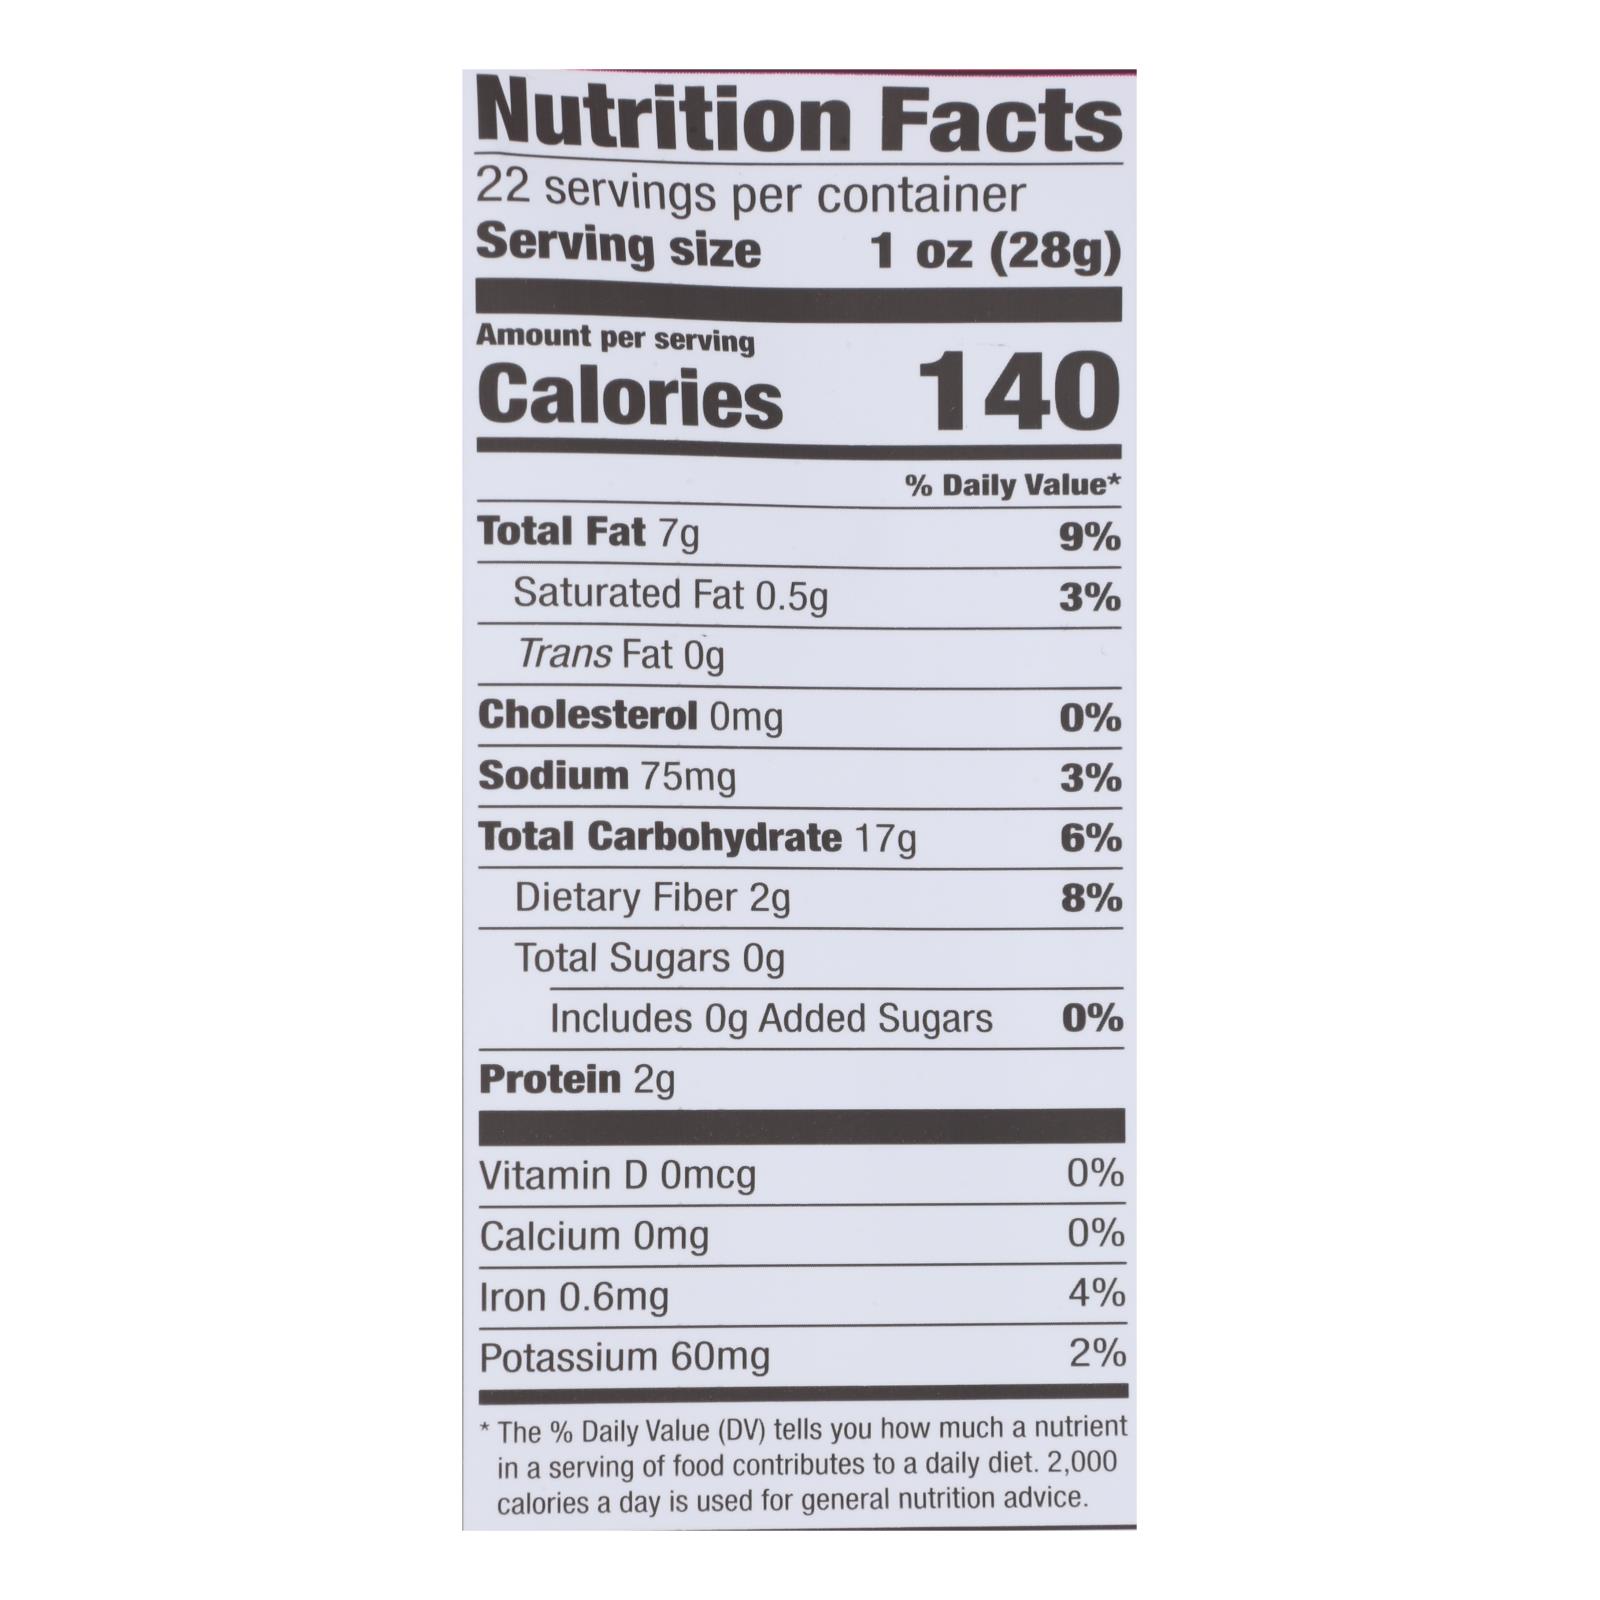 Nutrition Facts
22 servings per container
Serving size 1 oz (28g)
Amount per serving
Calories 140
% Daily Value*
Total Fat 7g 9%
Saturated Fat 0.5g 3%
Trans Fat 0g
Cholesterol 0mg 0%
Sodium 75mg 3%
Total Carbohydrate 17g 6%
Dietary Fiber 2g 8%
Total Sugars 0g
Includes 0g Added Sugars 0%
Protein 2g
Vitamin D 0mcg 0%
Calcium 0mg 0%
Iron 0.6mg 4%
Potassium 60mg 2%
* The % Daily Value (DV) tells you how much a nutrient
in a serving of food contributes to a daily diet. 2,000
calories a day is used for general nutrition advice.